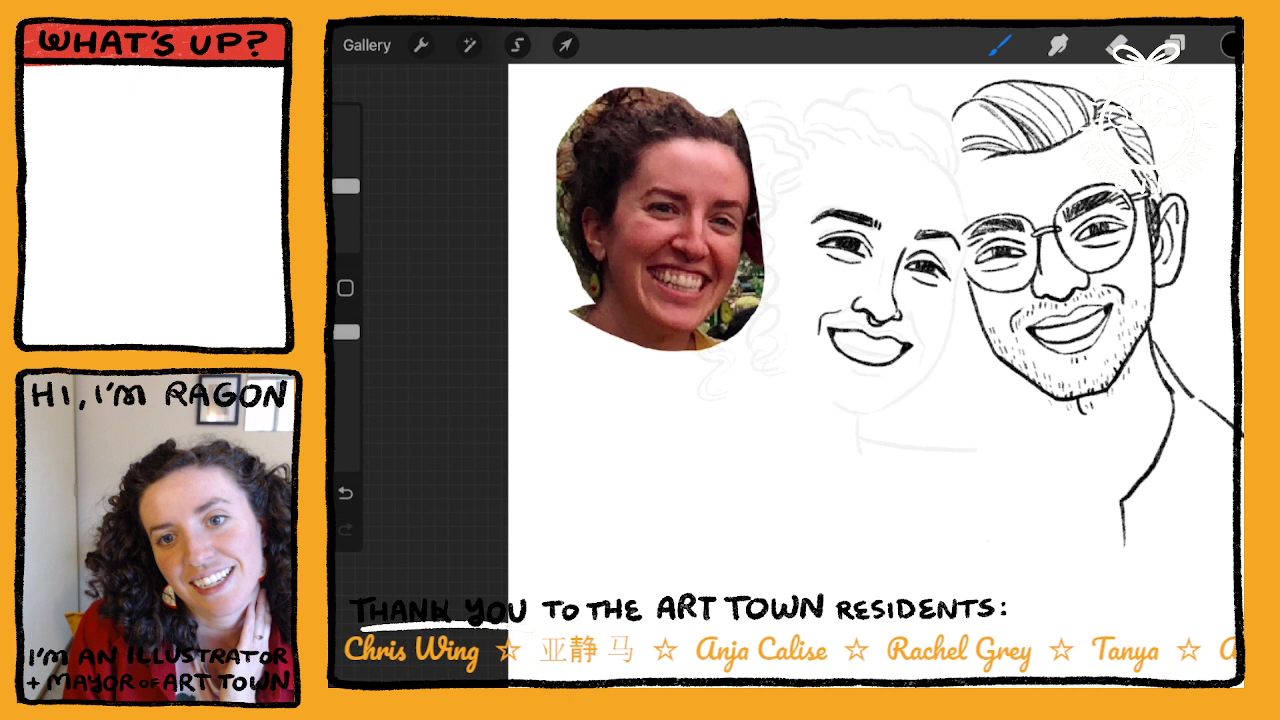 WHAT'S UP?
Gallery
HI, I'M RAGON
I'M AN ILLUSTRATOR
+ MAYOR OF ART TOWN
THANK YOU TO THE ART TOWN RESIDENTS:
Chris Wing ☆ 亚静 马 ☆ Anja Calise ☆ Rachel Grey ☆ Tanya ☆